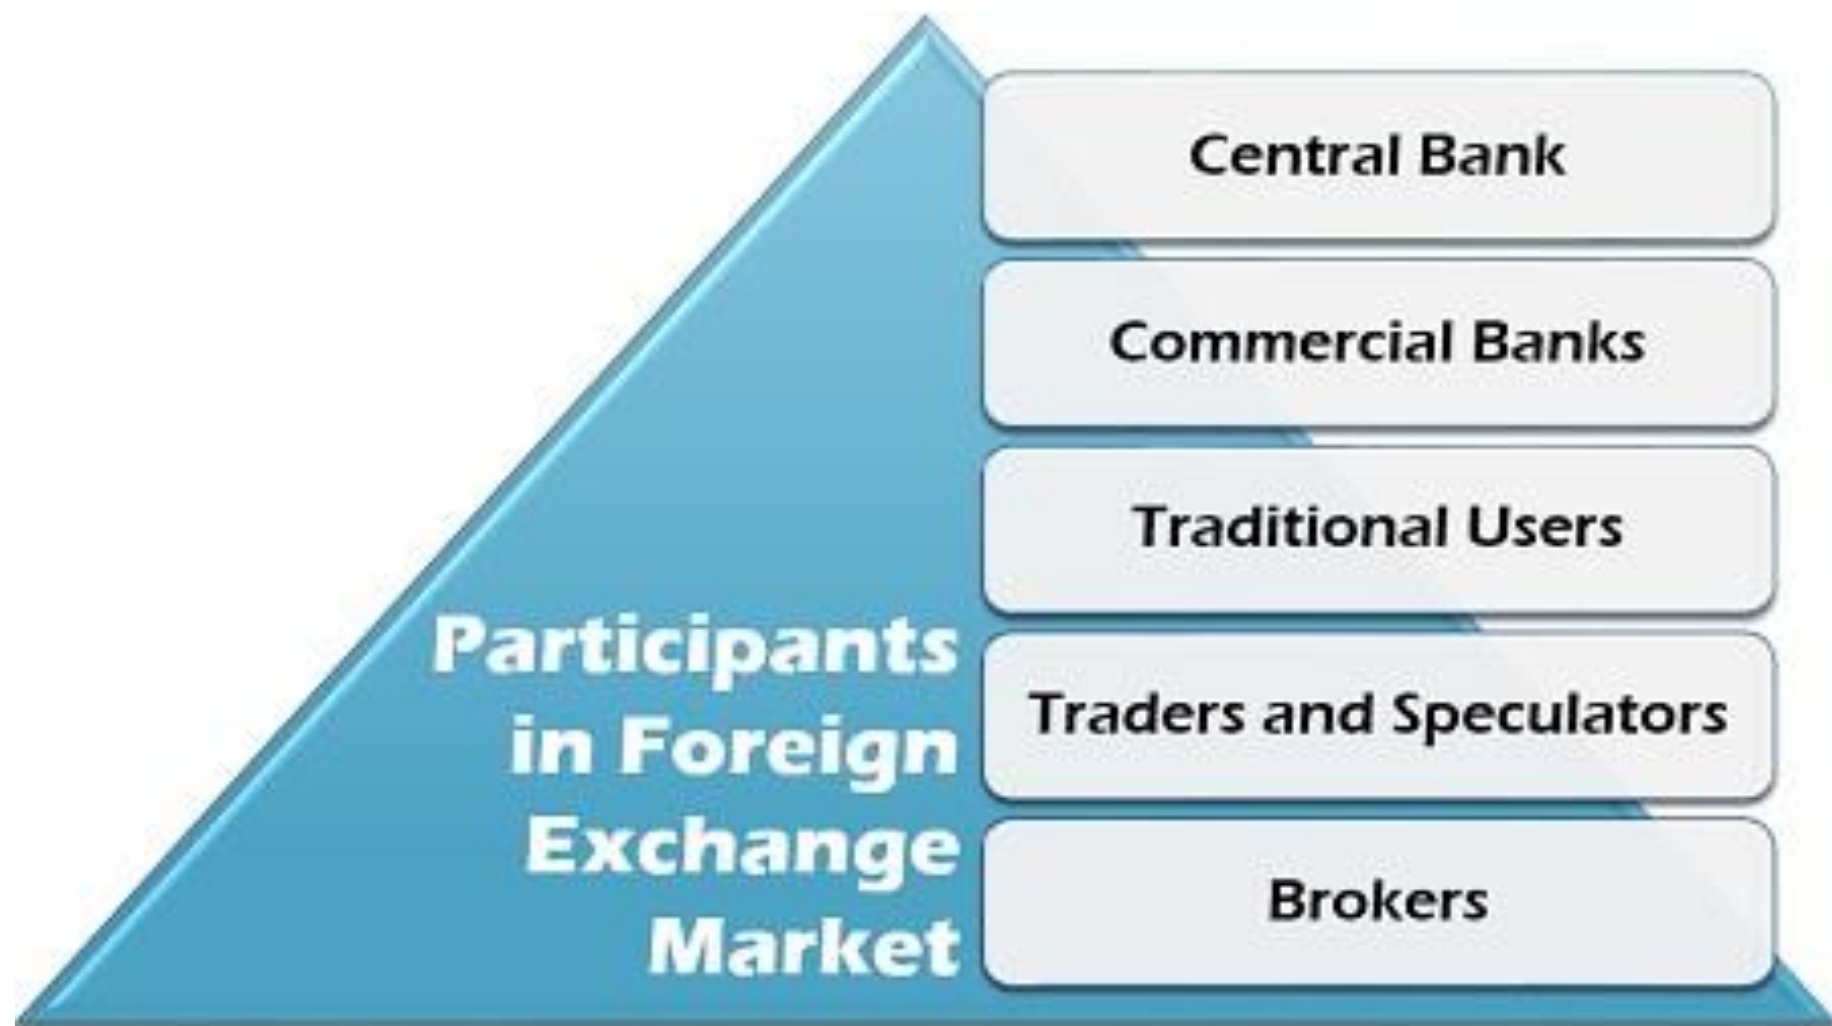 Central Bank
Commercial Banks
Traditional Users
Traders and Speculators
Brokers
Participants
in Foreign
Exchange
Market